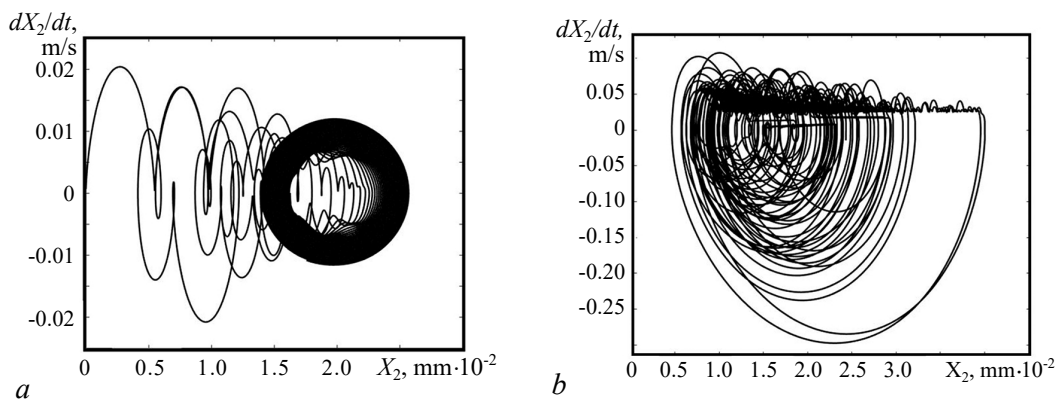 dX₂/dt,
m/s
0.02
0.01
0
-0.01
-0.02
0 0.5 1.0 1.5 2.0 X₂, mm·10⁻²
a
dX₂/dt,
m/s
0.05
0
-0.05
-0.10
-0.15
-0.20
-0.25
0 0.5 1.0 1.5 2.0 2.5 3.0 X₂, mm·10⁻²
b